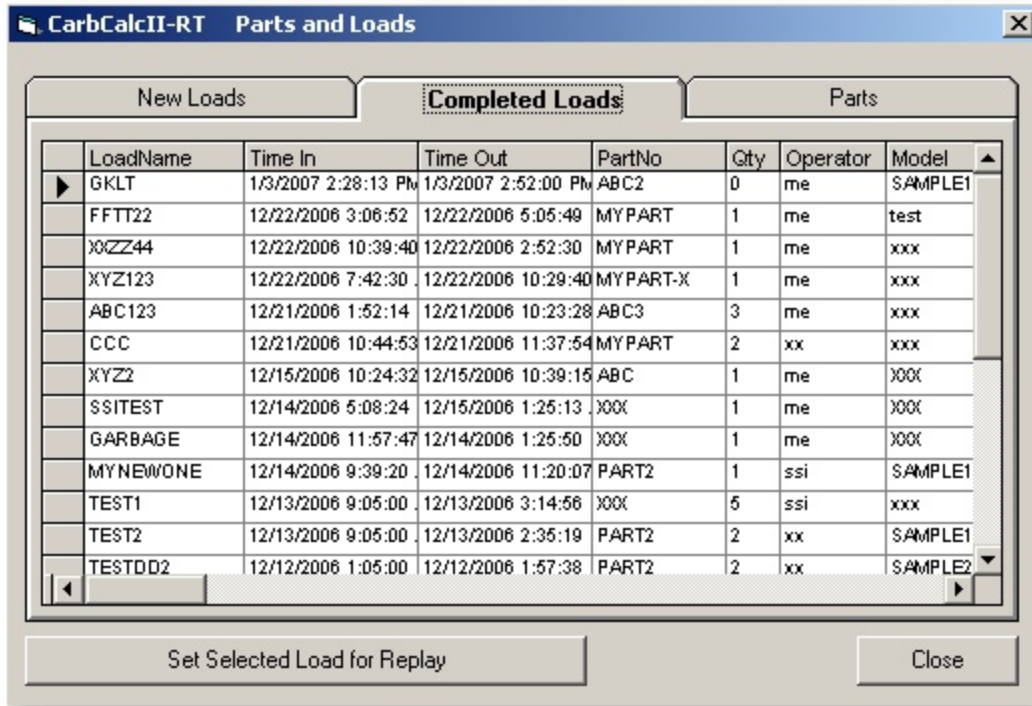 CarbCalcII-RT Parts and Loads
New Loads Completed Loads Parts
LoadName Time In Time Out PartNo Qty Operator Model
GKLT 1/3/2007 2:28:13 PM 1/3/2007 2:52:00 PM ABC2 0 me SAMPLE1
FFTT22 12/22/2006 3:06:52 12/22/2006 5:05:49 MYPART 1 me test
XXZZ44 12/22/2006 10:39:40 12/22/2006 2:52:30 MYPART 1 me xxx
XYZ123 12/22/2006 7:42:30 . 12/22/2006 10:29:40 MYPART-X 1 me xxx
ABC123 12/21/2006 1:52:14 12/21/2006 10:23:28 ABC3 3 me xxx
CCC 12/21/2006 10:44:53 12/21/2006 11:37:54 MYPART 2 xx xxx
XYZ2 12/15/2006 10:24:32 12/15/2006 10:39:15 ABC 1 me XXX
SSITEST 12/14/2006 5:08:24 12/15/2006 1:25:13 . XXX 1 me XXX
GARBAGE 12/14/2006 11:57:47 12/14/2006 1:25:50 XXX 1 me XXX
MYNEWONE 12/14/2006 9:39:20 . 12/14/2006 11:20:07 PART2 1 ssi SAMPLE1
TEST1 12/13/2006 9:05:00 . 12/13/2006 3:14:56 XXX 5 ssi xxx
TEST2 12/13/2006 9:05:00 . 12/13/2006 2:35:19 PART2 2 xx SAMPLE1
TESTDD2 12/12/2006 1:05:00 12/12/2006 1:57:38 PART2 2 xx SAMPLE2
Set Selected Load for Replay Close